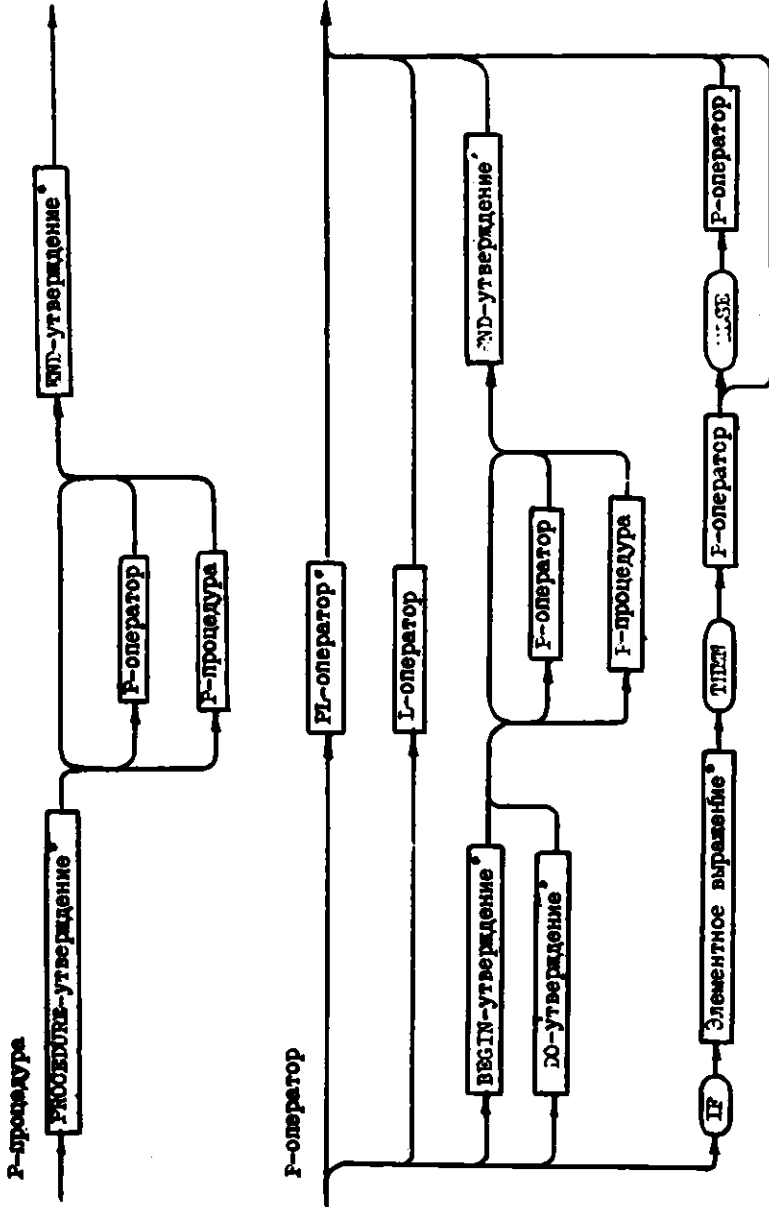 P-процедура
PROCEDURE-утверждение*
P-оператор
P-процедура
END-утверждение*
P-оператор
PL-оператор*
L-оператор
BEGIN-утверждение*
DO-утверждение*
P-оператор
P-процедура
END-утверждение*
IF
Элементное выражение*
THEN
P-оператор
ELSE
P-оператор